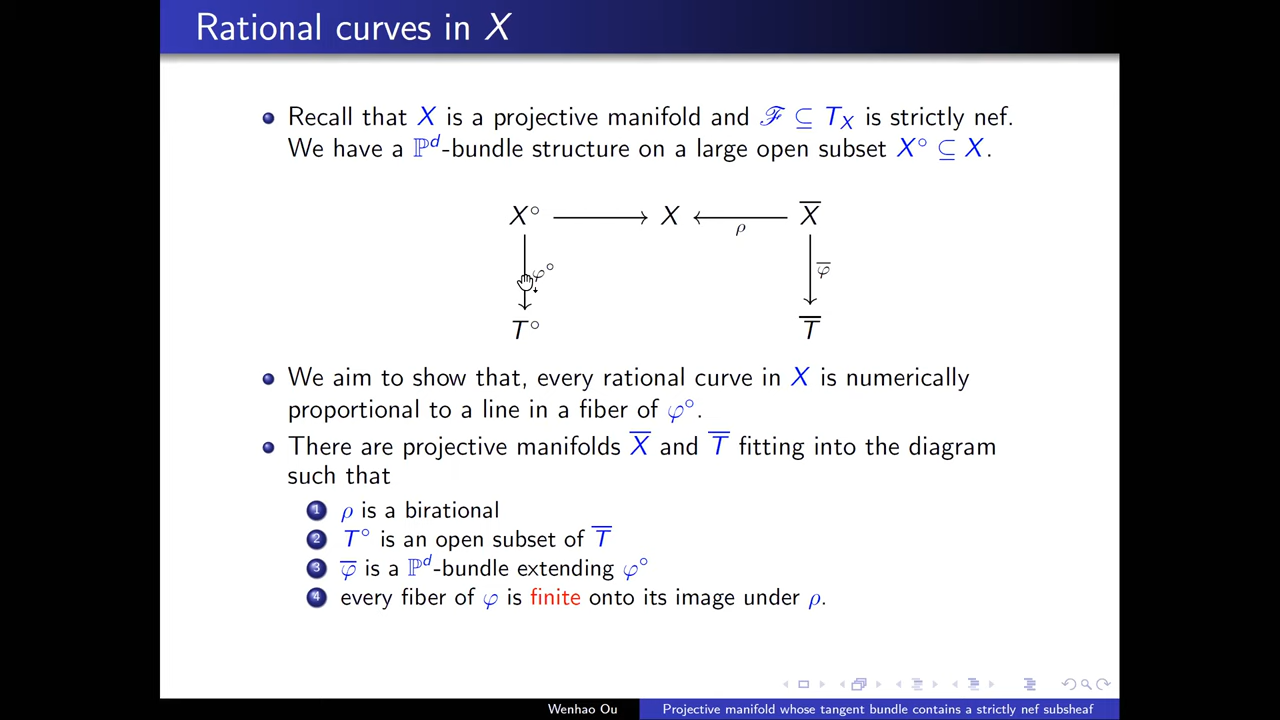 Rational curves in X
Recall that X is a projective manifold and ℱ ⊆ T_X is strictly nef.
We have a ℙ^d-bundle structure on a large open subset X° ⊆ X.
X° X X̅
ρ
φ° φ̅
T° T̅
We aim to show that, every rational curve in X is numerically
proportional to a line in a fiber of φ°.
There are projective manifolds X̅ and T̅ fitting into the diagram
such that
1 ρ is a birational
2 T° is an open subset of T̅
3 φ̅ is a ℙ^d-bundle extending φ°
4 every fiber of φ is finite onto its image under ρ.
Wenhao Ou Projective manifold whose tangent bundle contains a strictly nef subsheaf